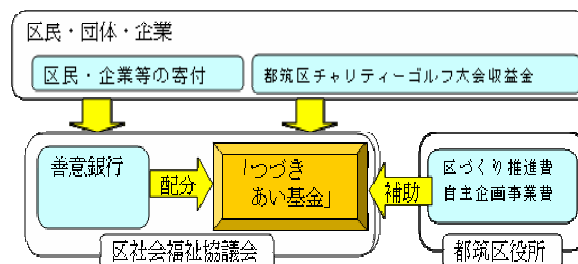 区民・団体・企業
区民・企業等の寄付
都筑区チャリティーゴルフ大会収益金
善意銀行
配分
「つづき
あい基金」
補助
区づくり推進費
自主企画事業費
区社会福祉協議会
都筑区役所